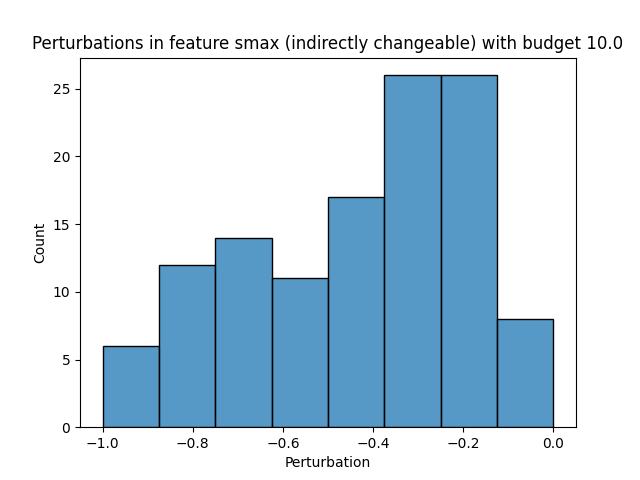 Perturbations in feature smax (indirectly changeable) with budget 10.0
25
20
15
10
5
0
Count
−1.0 −0.8 −0.6 −0.4 −0.2 0.0
Perturbation